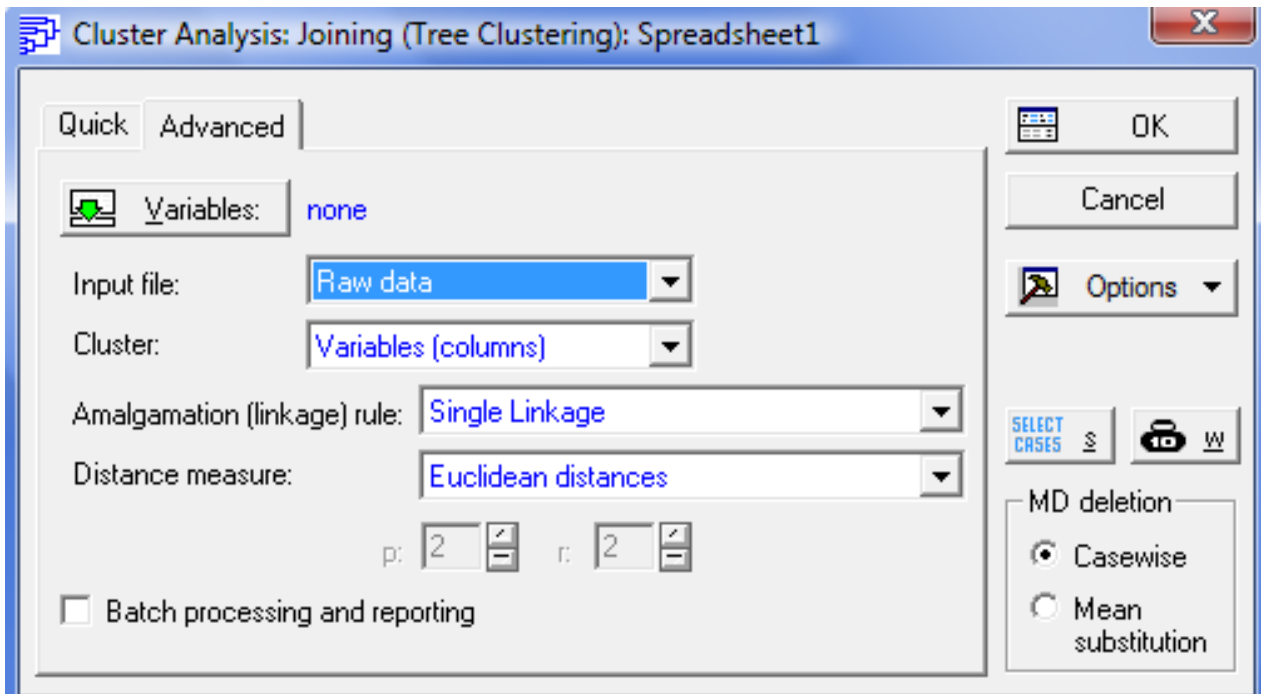 Cluster Analysis: Joining (Tree Clustering): Spreadsheet1
X
Quick Advanced
Variables: none
Input file: Raw data
Cluster: Variables (columns)
Amalgamation (linkage) rule: Single Linkage
Distance measure: Euclidean distances
p: 2 r: 2
Batch processing and reporting
OK
Cancel
Options
SELECT
CASES S
10 W
MD deletion
Casewise
Mean
substitution